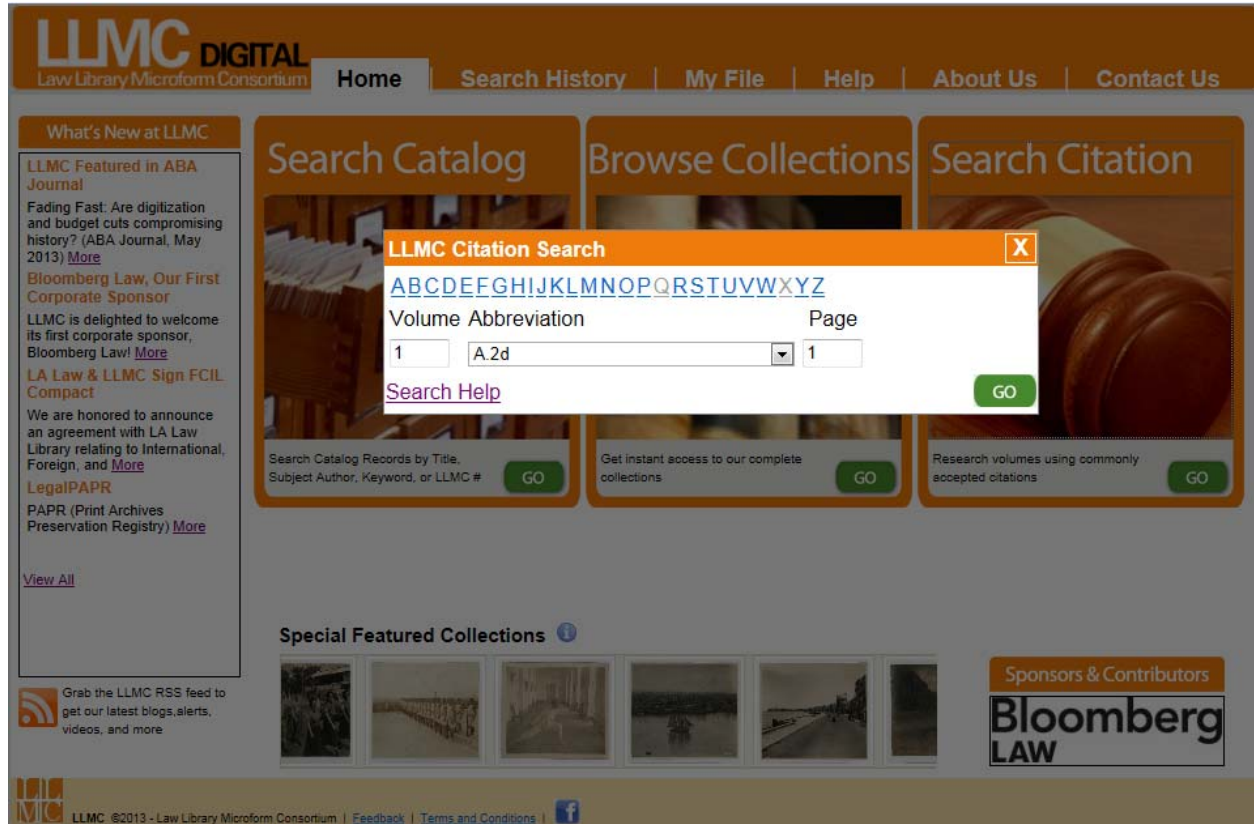 LLMC DIGITAL
Law Library Microform Consortium
Home | Search History | My File | Help | About Us | Contact Us
What's New at LLMC
LLMC Featured in ABA
Journal
Fading Fast: Are digitization
and budget cuts compromising
history? (ABA Journal, May
2013) More
Bloomberg Law, Our First
Corporate Sponsor
LLMC is delighted to welcome
its first corporate sponsor,
Bloomberg Law! More
LA Law & LLMC Sign FCIL
Compact
We are honored to announce
an agreement with LA Law
Library relating to International,
Foreign, and More
LegalPAPR
PAPR (Print Archives
Preservation Registry) More
View All
Grab the LLMC RSS feed to
get our latest blogs,alerts,
videos, and more
Search Catalog
Search Catalog Records by Title,
Subject Author, Keyword, or LLMC #
GO
Browse Collections
Get instant access to our complete
collections
GO
Search Citation
Research volumes using commonly
accepted citations
GO
LLMC Citation Search
X
ABCDEFGHIJKLMNOPQRSTUVWXYZ
Volume Abbreviation Page
1 A.2d 1
Search Help
GO
Special Featured Collections i
Sponsors & Contributors
Bloomberg
LAW
LL
MC
LLMC ©2013 - Law Library Microform Consortium | Feedback | Terms and Conditions | f